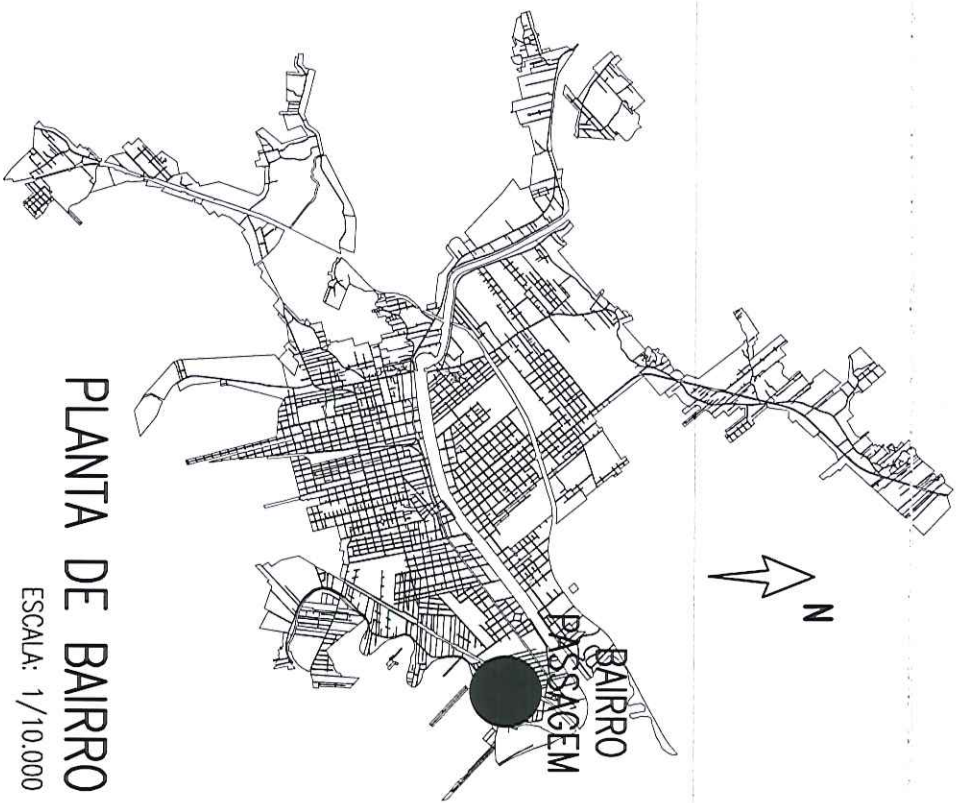 N
BAIRRO
PASSAGEM
PLANTA DE BAIRRO
ESCALA: 1/10.000